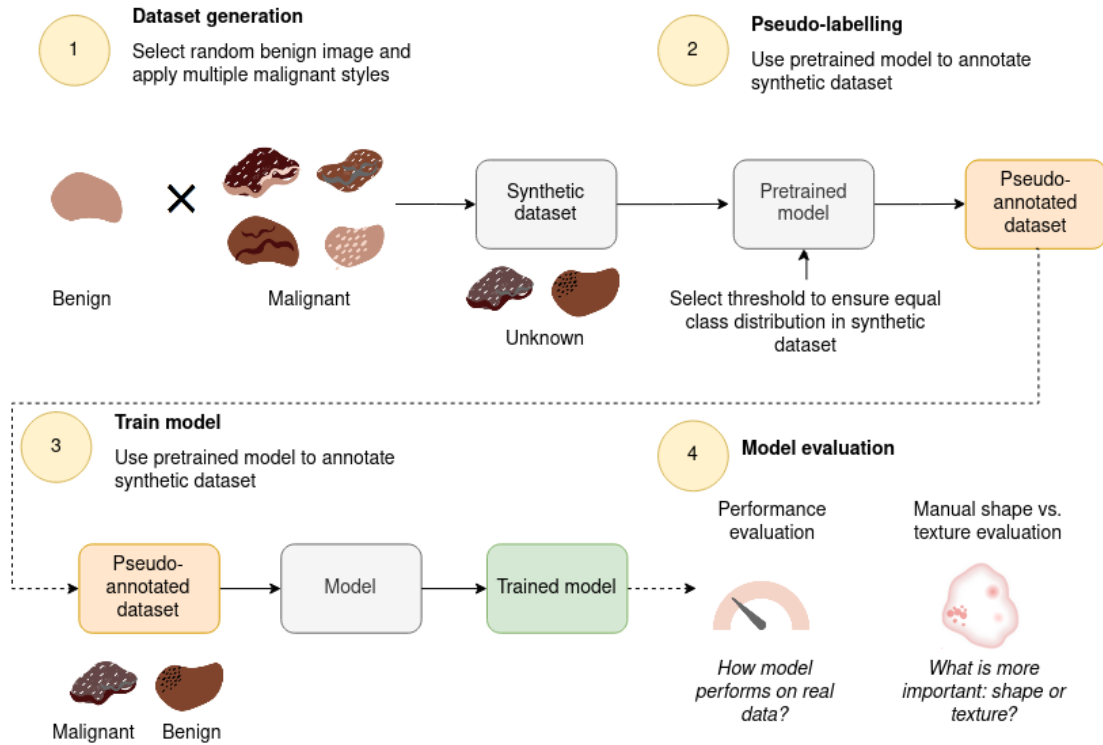 1
Dataset generation
Select random benign image and
apply multiple malignant styles
2
Pseudo-labelling
Use pretrained model to annotate
synthetic dataset
Benign
Malignant
Synthetic
dataset
Unknown
Pretrained
model
Select threshold to ensure equal
class distribution in synthetic
dataset
Pseudo-
annotated
dataset
3
Train model
Use pretrained model to annotate
synthetic dataset
Pseudo-
annotated
dataset
Malignant
Benign
Model
Trained model
4
Model evaluation
Performance
evaluation
How model
performs on real
data?
Manual shape vs.
texture evaluation
What is more
important: shape or
texture?